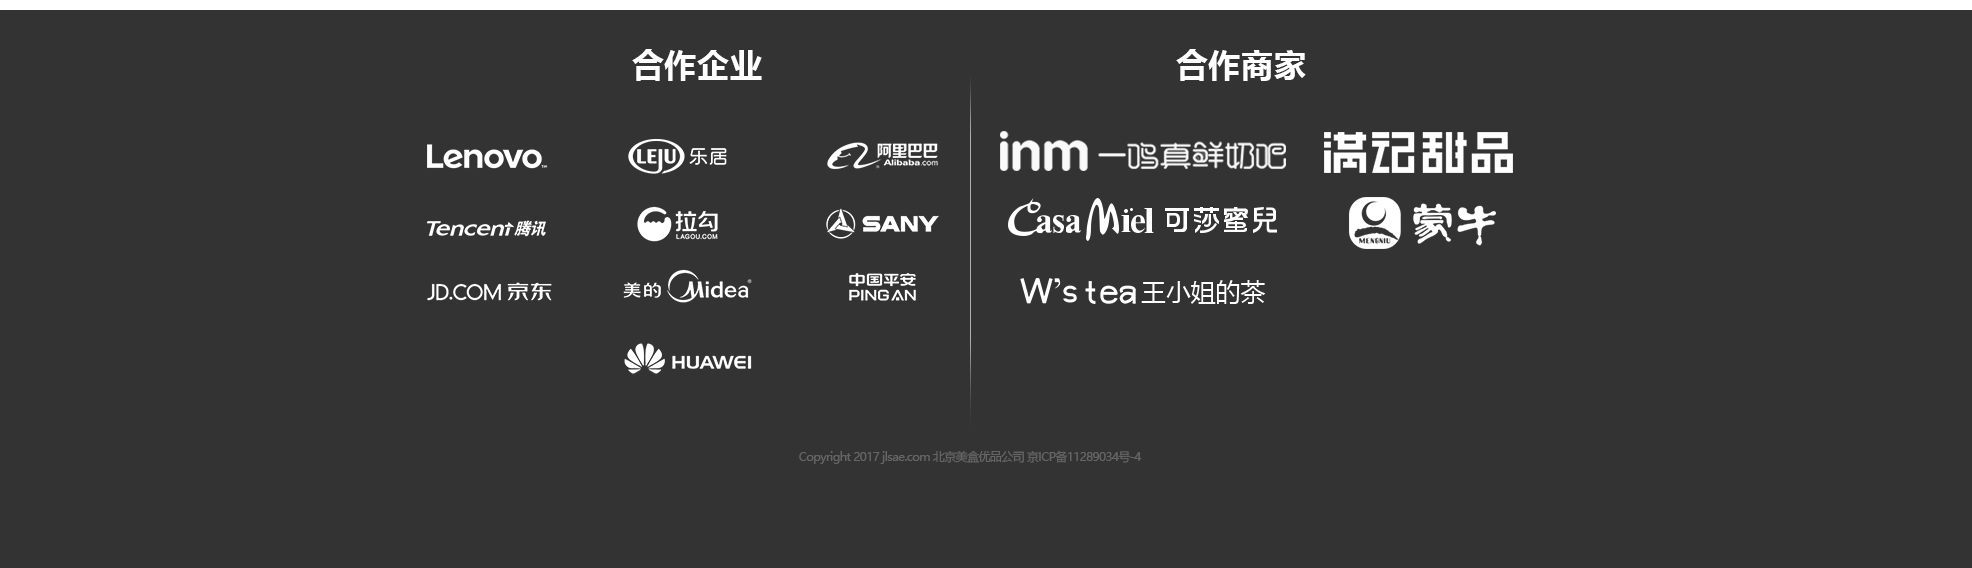 合作企业
合作商家
Lenovo™
LEJU 乐居
阿里巴巴
Alibaba.com
Tencent 腾讯
拉勾
LAGOU.COM
SANY
JD.COM 京东
美的 Midea
中国平安
PING AN
HUAWEI
inm 一鸣真鲜奶吧
满记甜品
Casa Miel 可莎蜜兒
MENGNIU
蒙牛
W's tea 王小姐的茶
Copyright 2017 jlsae.com 北京美盒优品公司 京ICP备11289034号-4